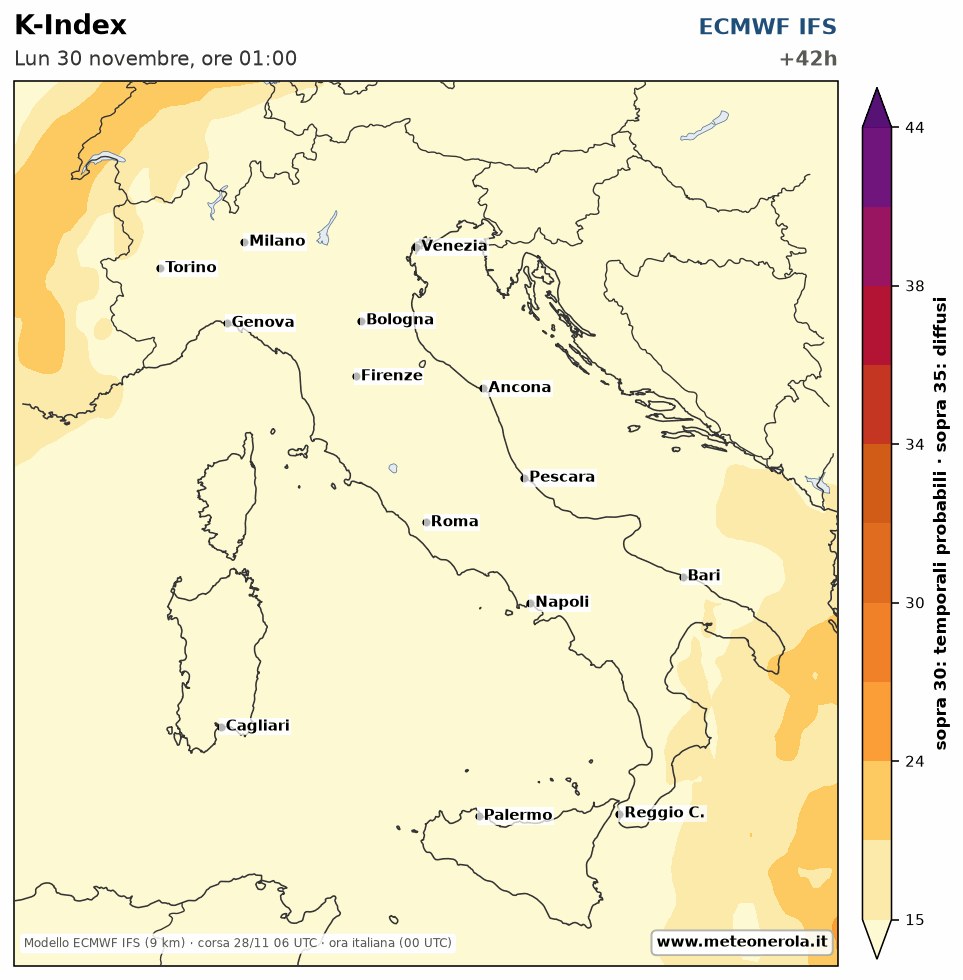 K-Index
ECMWF IFS
Lun 30 novembre, ore 01:00
+42h
Milano
Venezia
Torino
Genova
Bologna
Firenze
Ancona
Pescara
Roma
Bari
Napoli
Cagliari
Palermo
Reggio C.
44
38
34
30
24
15
sopra 30: temporali probabili · sopra 35: diffusi
Modello ECMWF IFS (9 km) · corsa 28/11 06 UTC · ora italiana (00 UTC)
www.meteonerola.it